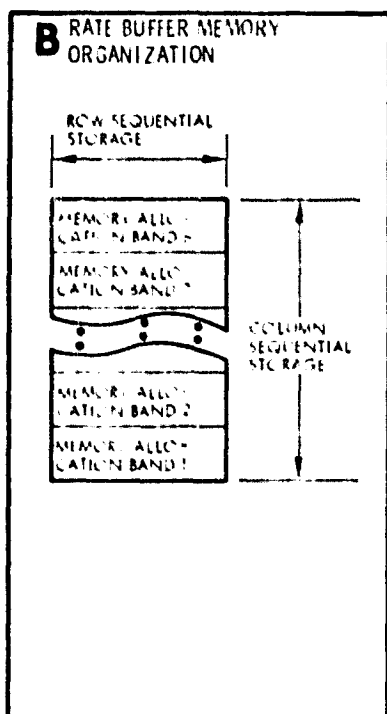 B RATE BUFFER MEMORY
ORGANIZATION
ROW SEQUENTIAL
STORAGE
MEMORY ALLO-
CATION BAND
MEMORY ALLO-
CATION BAND
COLUMN
SEQUENTIAL
STORAGE
MEMORY ALLO-
CATION BAND 2
MEMORY ALLO-
CATION BAND 1